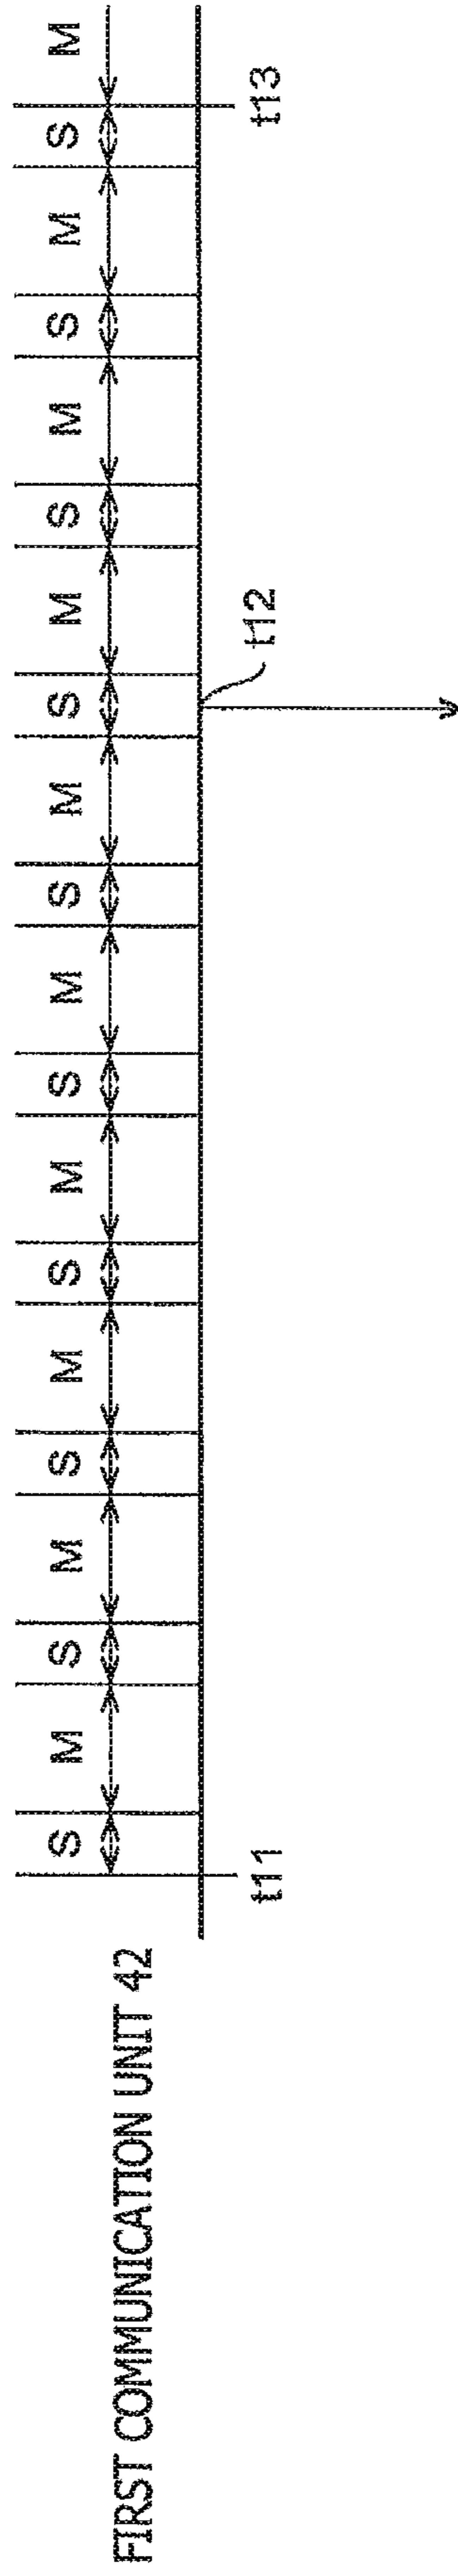 S M S M S M S M S M S M S M S M S M S M
FIRST COMMUNICATION UNIT 42
t11 t12 t13